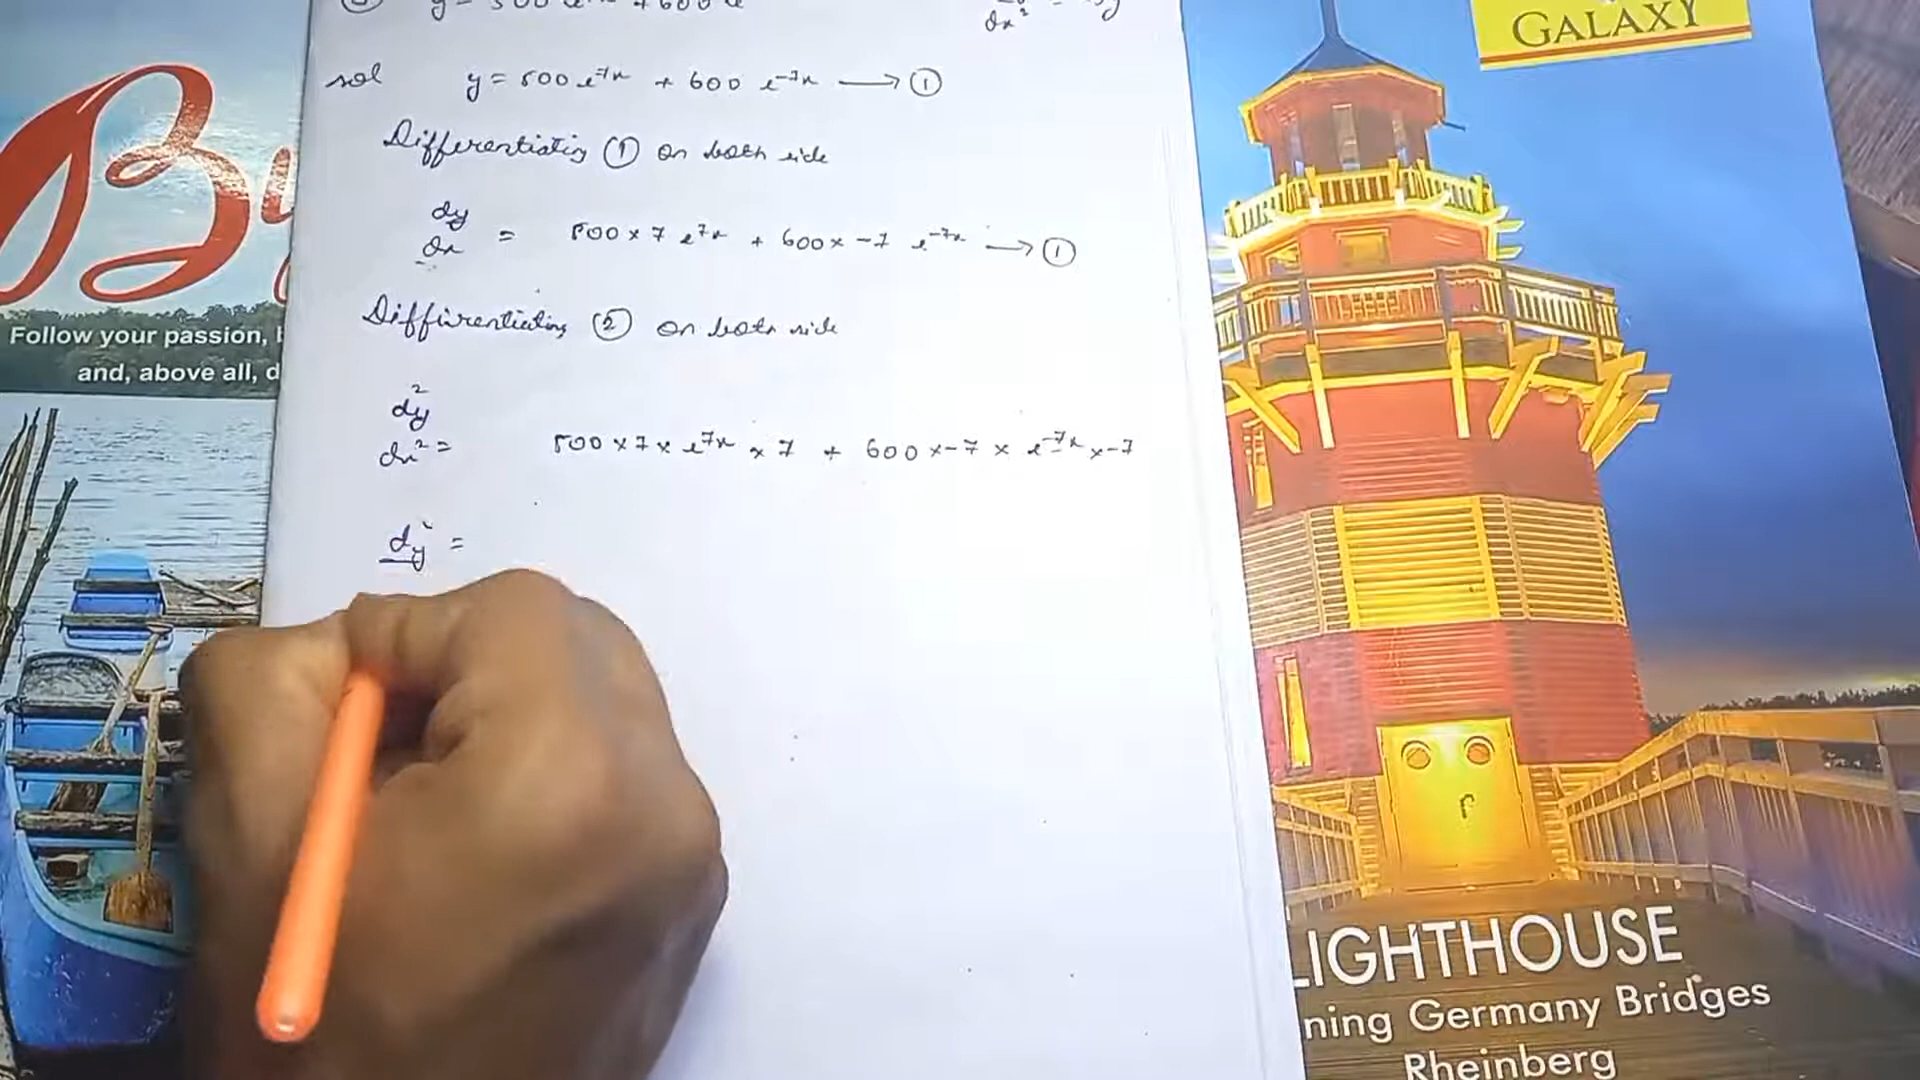 GALAXY
sol y = 500 e^7x + 600 e^-7x → ①
Differentiating ① on both side
dy/dx = 500 × 7 e^7x + 600 × -7 e^-7x → ①
Diffirentiating ② on both side
d²y/dx² = 500 × 7 × e^7x × 7 + 600 × -7 × e^-7x × -7
d²y =
Follow your passion,
and, above all, d
LIGHTHOUSE
ning Germany Bridges
Rheinberg